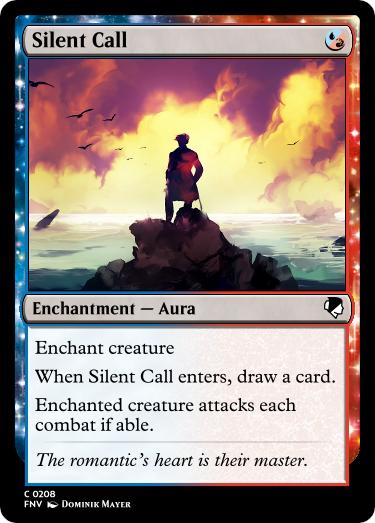 Silent Call
Enchantment — Aura
Enchant creature
When Silent Call enters, draw a card.
Enchanted creature attacks each
combat if able.
The romantic's heart is their master.
C 0208
FNV DOMINIK MAYER